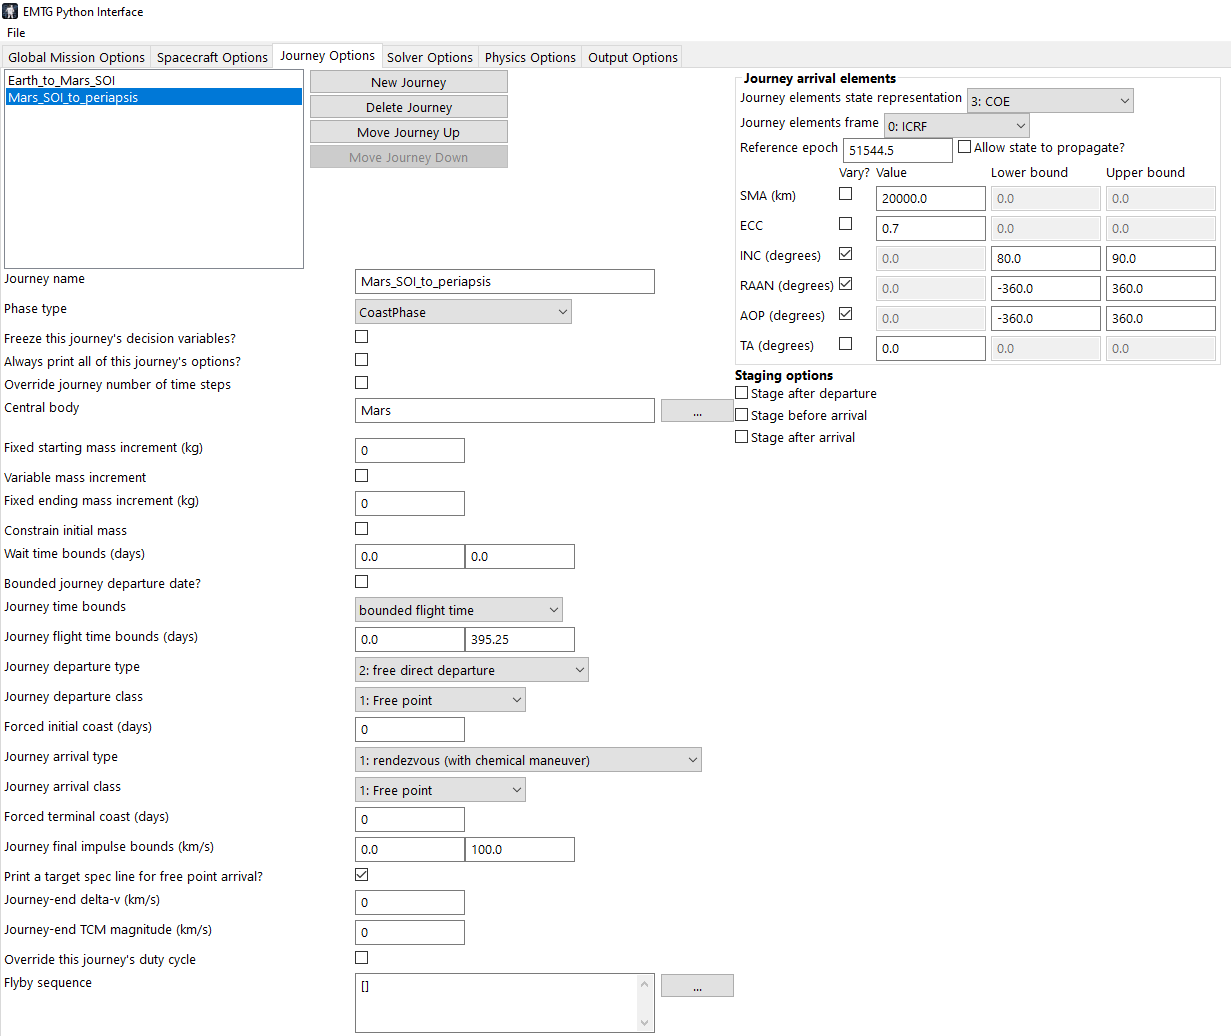 EMTG Python Interface
File
Global Mission Options Spacecraft Options Journey Options Solver Options Physics Options Output Options
Earth_to_Mars_SOI
Mars_SOI_to_periapsis
New Journey
Delete Journey
Move Journey Up
Move Journey Down
Journey name Mars_SOI_to_periapsis
Phase type CoastPhase
Freeze this journey's decision variables?
Always print all of this journey's options?
Override journey number of time steps
Central body Mars ...
Fixed starting mass increment (kg) 0
Variable mass increment
Fixed ending mass increment (kg) 0
Constrain initial mass
Wait time bounds (days) 0.0 0.0
Bounded journey departure date?
Journey time bounds bounded flight time
Journey flight time bounds (days) 0.0 395.25
Journey departure type 2: free direct departure
Journey departure class 1: Free point
Forced initial coast (days) 0
Journey arrival type 1: rendezvous (with chemical maneuver)
Journey arrival class 1: Free point
Forced terminal coast (days) 0
Journey final impulse bounds (km/s) 0.0 100.0
Print a target spec line for free point arrival?
Journey-end delta-v (km/s) 0
Journey-end TCM magnitude (km/s) 0
Override this journey's duty cycle
Flyby sequence [] ...
Journey arrival elements
Journey elements state representation 3: COE
Journey elements frame 0: ICRF
Reference epoch 51544.5 Allow state to propagate?
Vary? Value Lower bound Upper bound
SMA (km) 20000.0 0.0 0.0
ECC 0.7 0.0 0.0
INC (degrees) 0.0 80.0 90.0
RAAN (degrees) 0.0 -360.0 360.0
AOP (degrees) 0.0 -360.0 360.0
TA (degrees) 0.0 0.0 0.0
Staging options
Stage after departure
Stage before arrival
Stage after arrival